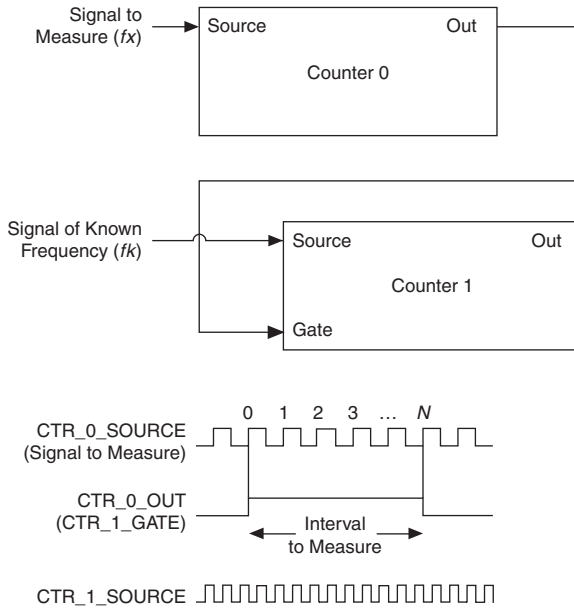 Signal to
Measure (fx)
Source
Out
Counter 0
Signal of Known
Frequency (fk)
Source
Out
Counter 1
Gate
0 1 2 3 … N
CTR_0_SOURCE
(Signal to Measure)
CTR_0_OUT
(CTR_1_GATE)
Interval
to Measure
CTR_1_SOURCE